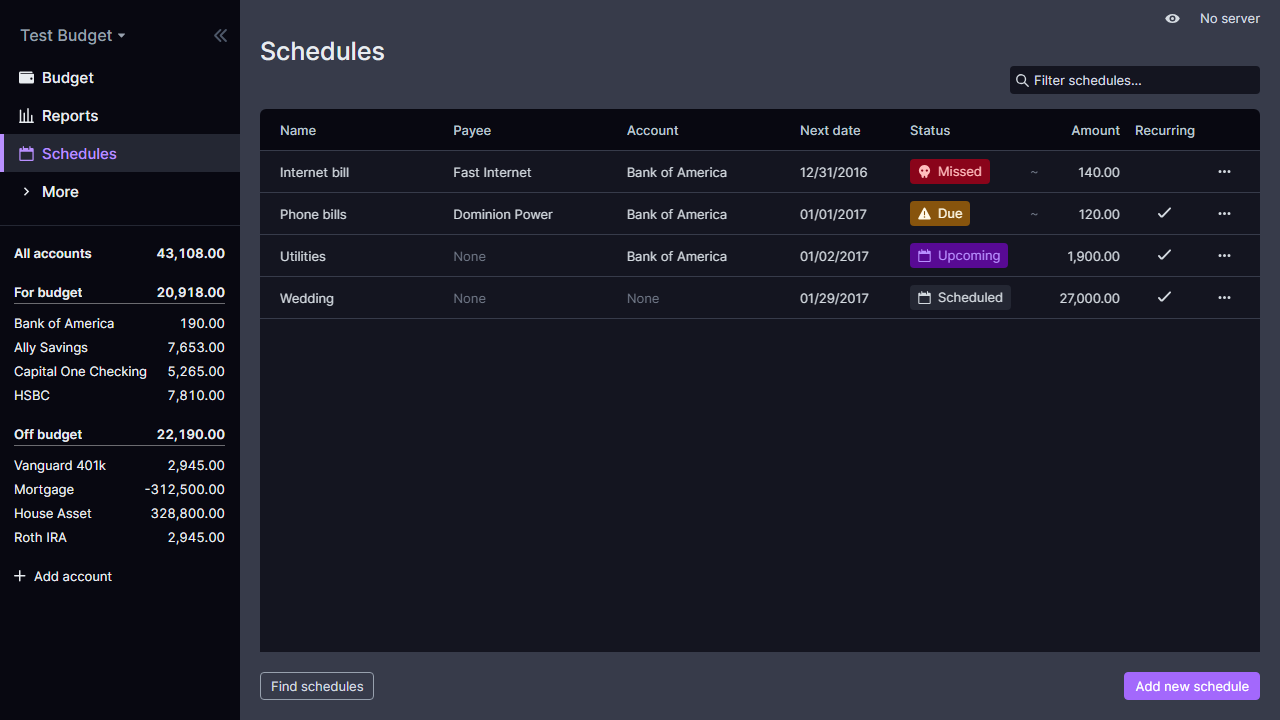 Test Budget
No server
Schedules
Budget
Reports
Schedules
More
Filter schedules...
All accounts 43,108.00
For budget 20,918.00
Bank of America 190.00
Ally Savings 7,653.00
Capital One Checking 5,265.00
HSBC 7,810.00
Off budget 22,190.00
Vanguard 401k 2,945.00
Mortgage -312,500.00
House Asset 328,800.00
Roth IRA 2,945.00
Add account
Name Payee Account Next date Status Amount Recurring
Internet bill Fast Internet Bank of America 12/31/2016 Missed ~ 140.00
Phone bills Dominion Power Bank of America 01/01/2017 Due ~ 120.00
Utilities None Bank of America 01/02/2017 Upcoming 1,900.00
Wedding None None 01/29/2017 Scheduled 27,000.00
Find schedules
Add new schedule